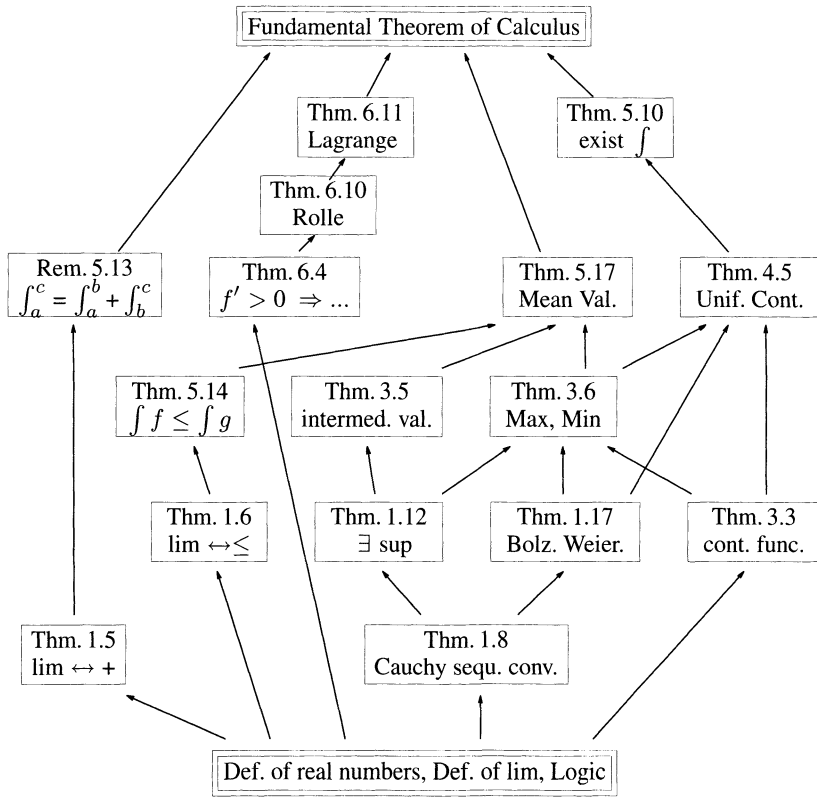 Fundamental Theorem of Calculus
Thm. 6.11
Lagrange
Thm. 5.10
exist ∫
Thm. 6.10
Rolle
Rem. 5.13
∫_a^c = ∫_a^b + ∫_b^c
Thm. 6.4
f′ > 0 ⇒ ...
Thm. 5.17
Mean Val.
Thm. 4.5
Unif. Cont.
Thm. 5.14
∫ f ≤ ∫ g
Thm. 3.5
intermed. val.
Thm. 3.6
Max, Min
Thm. 1.6
lim ↔≤
Thm. 1.12
∃ sup
Thm. 1.17
Bolz. Weier.
Thm. 3.3
cont. func.
Thm. 1.5
lim ↔ +
Thm. 1.8
Cauchy sequ. conv.
Def. of real numbers, Def. of lim, Logic